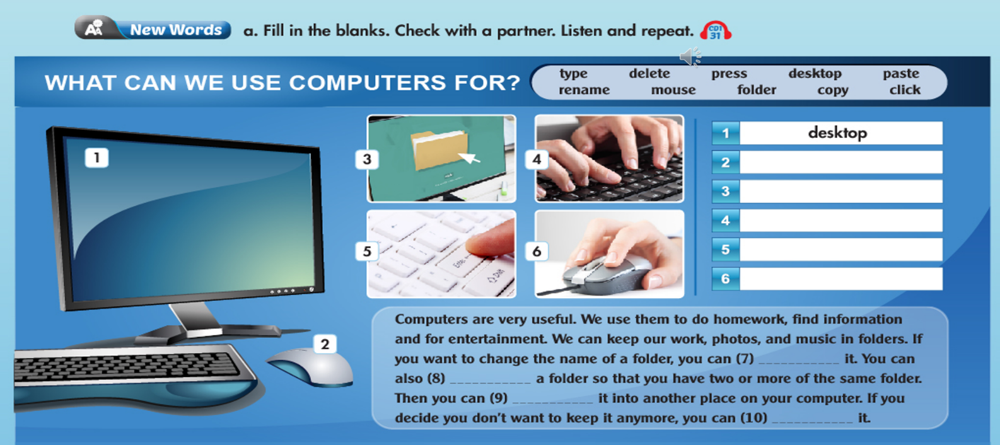 New Words a. Fill in the blanks. Check with a partner. Listen and repeat. CD1 31
WHAT CAN WE USE COMPUTERS FOR?
type delete press desktop paste
rename mouse folder copy click
1
2
3
4
5
6
Enter
Shift
1 desktop
2
3
4
5
6
Computers are very useful. We use them to do homework, find information
and for entertainment. We can keep our work, photos, and music in folders. If
you want to change the name of a folder, you can (7) ___________ it. You can
also (8) ___________ a folder so that you have two or more of the same folder.
Then you can (9) ___________ it into another place on your computer. If you
decide you don't want to keep it anymore, you can (10) ___________ it.